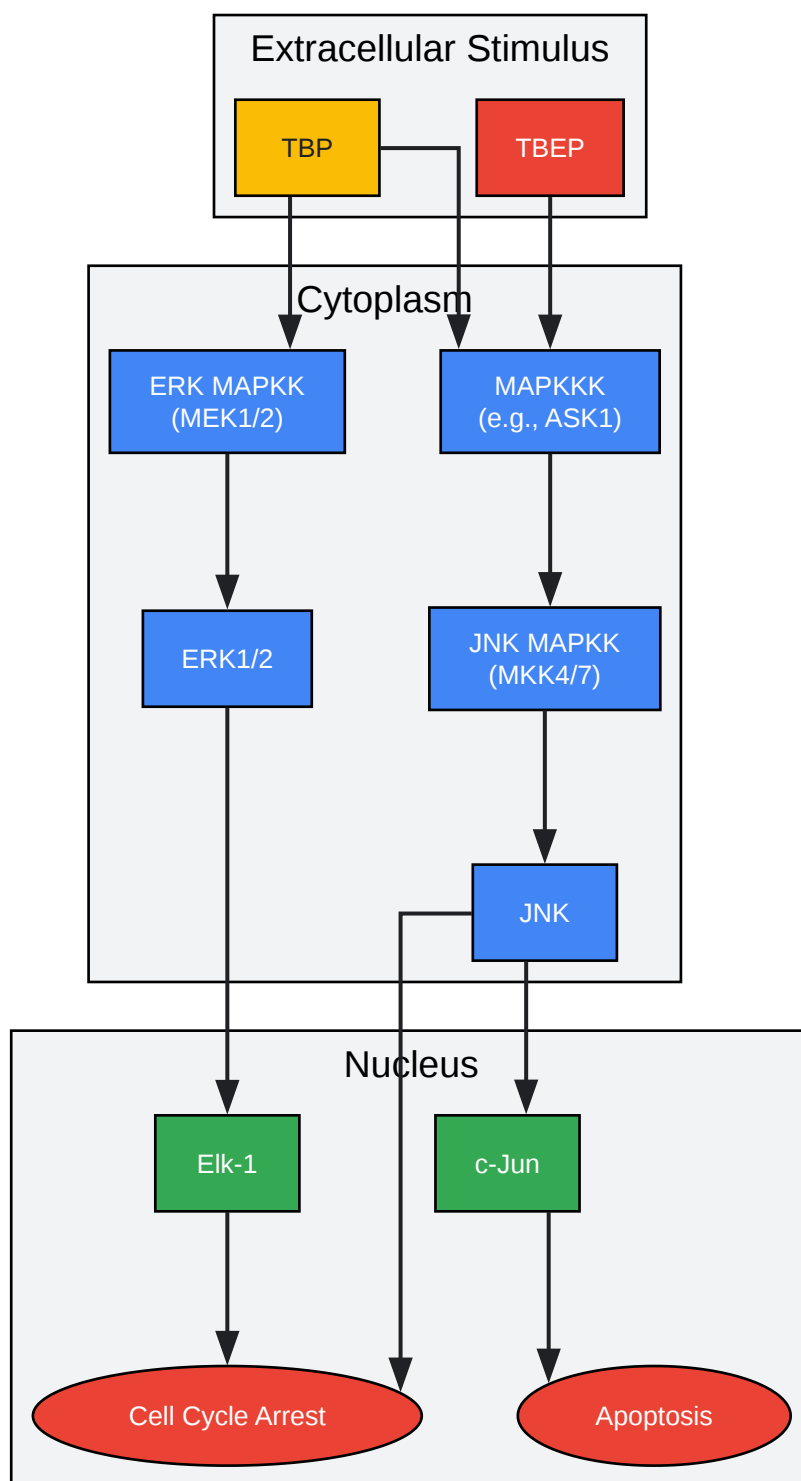 Extracellular Stimulus
TBP
TBEP
Cytoplasm
ERK MAPKK
(MEK1/2)
MAPKKK
(e.g., ASK1)
ERK1/2
JNK MAPKK
(MKK4/7)
JNK
Nucleus
Elk-1
c-Jun
Cell Cycle Arrest
Apoptosis